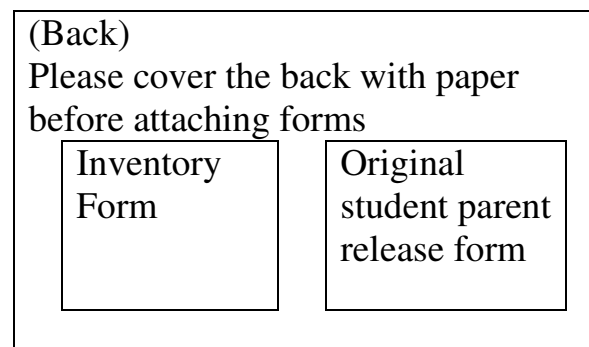 (Back)
Please cover the back with paper
before attaching forms
Inventory
Form
Original
student parent
release form